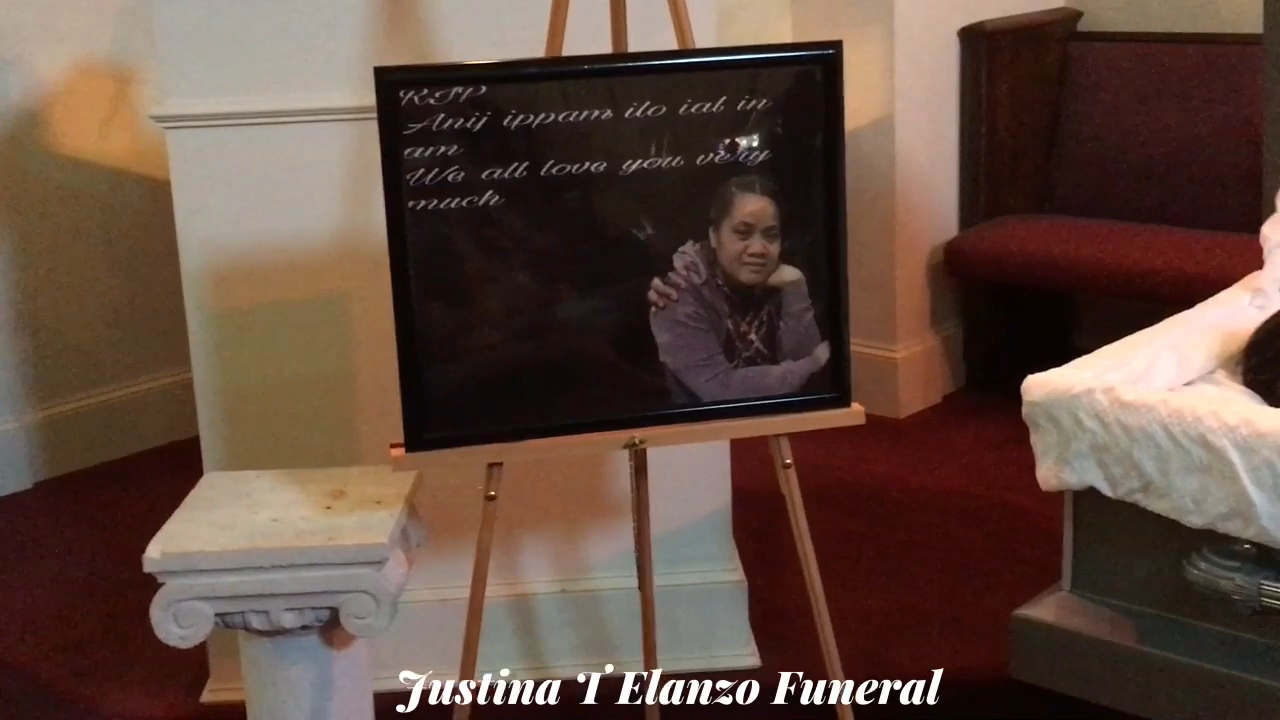 RIP
Anij ippam ilo ial in
am
We all love you very
much
Justina T Elanzo Funeral